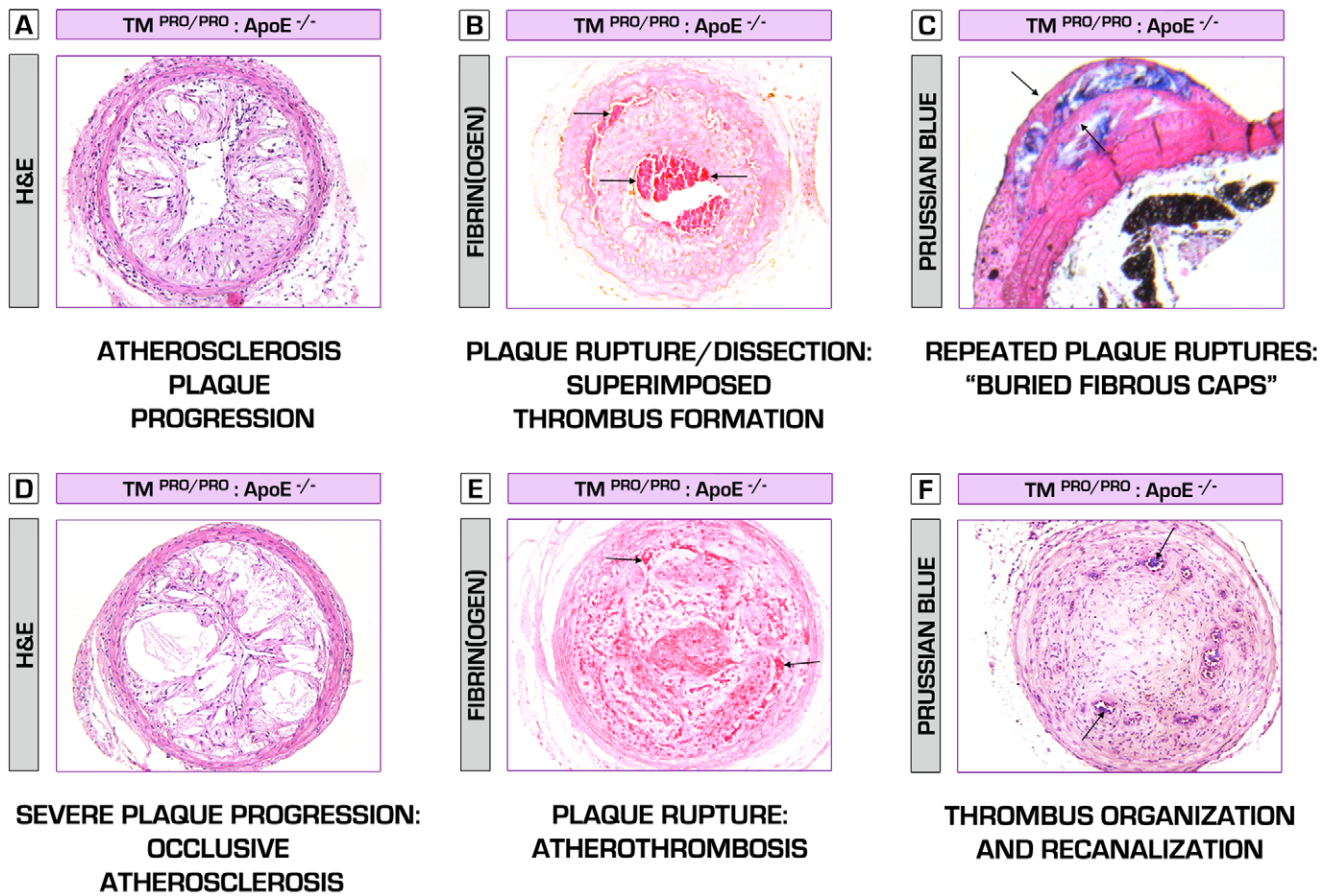 A
TM PRO/PRO : ApoE -/-
H&E
ATHEROSCLEROSIS
PLAQUE
PROGRESSION
B
TM PRO/PRO : ApoE -/-
FIBRIN(OGEN)
PLAQUE RUPTURE/DISSECTION:
SUPERIMPOSED
THROMBUS FORMATION
C
TM PRO/PRO : ApoE -/-
PRUSSIAN BLUE
REPEATED PLAQUE RUPTURES:
“BURIED FIBROUS CAPS”
D
TM PRO/PRO : ApoE -/-
H&E
SEVERE PLAQUE PROGRESSION:
OCCLUSIVE
ATHEROSCLEROSIS
E
TM PRO/PRO : ApoE -/-
FIBRIN(OGEN)
PLAQUE RUPTURE:
ATHEROTHROMBOSIS
F
TM PRO/PRO : ApoE -/-
PRUSSIAN BLUE
THROMBUS ORGANIZATION
AND RECANALIZATION